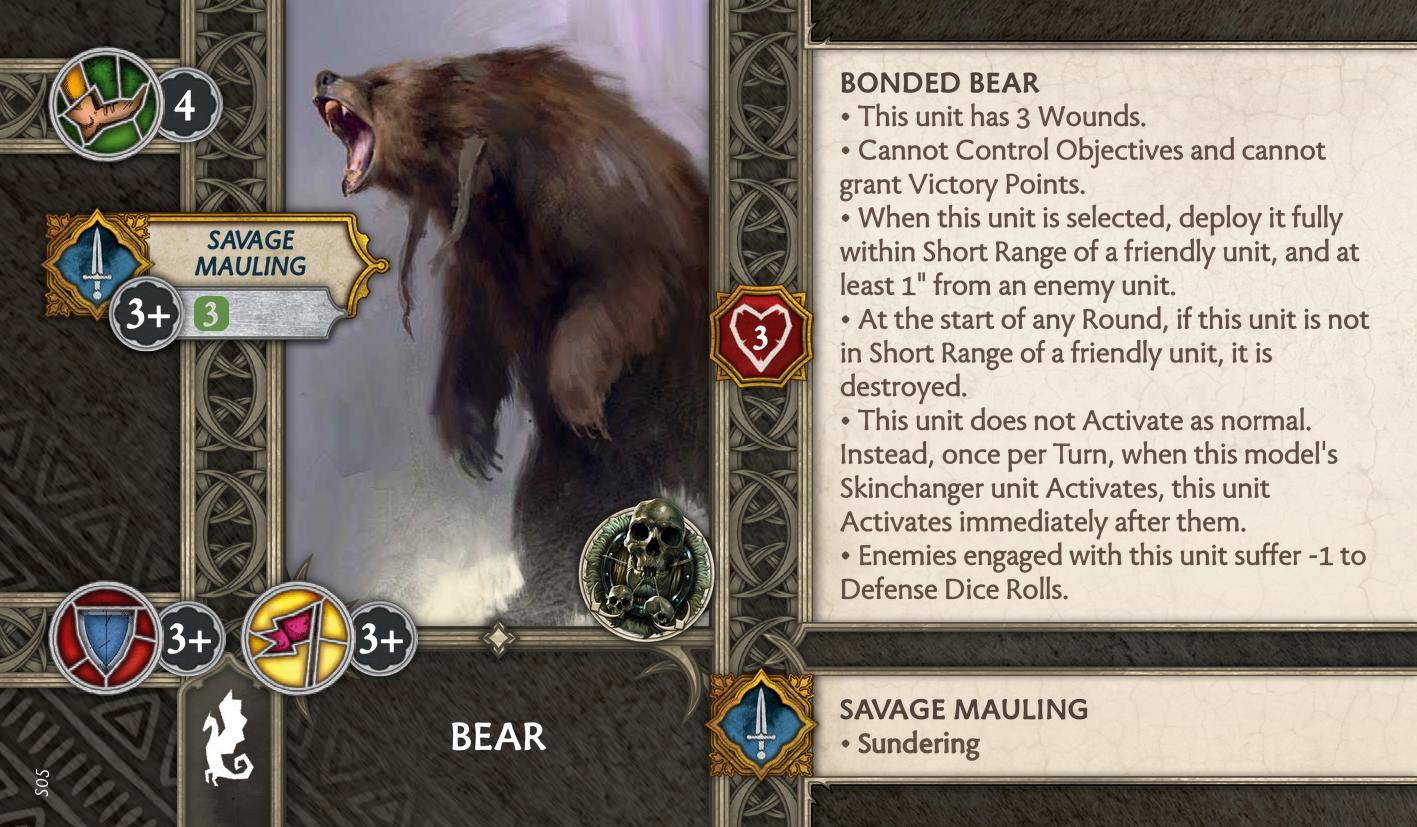 4
SAVAGE
MAULING
3+
3
3+
3+
BEAR
S05
3
BONDED BEAR
• This unit has 3 Wounds.
• Cannot Control Objectives and cannot
grant Victory Points.
• When this unit is selected, deploy it fully
within Short Range of a friendly unit, and at
least 1" from an enemy unit.
• At the start of any Round, if this unit is not
in Short Range of a friendly unit, it is
destroyed.
• This unit does not Activate as normal.
Instead, once per Turn, when this model's
Skinchanger unit Activates, this unit
Activates immediately after them.
• Enemies engaged with this unit suffer -1 to
Defense Dice Rolls.
SAVAGE MAULING
• Sundering